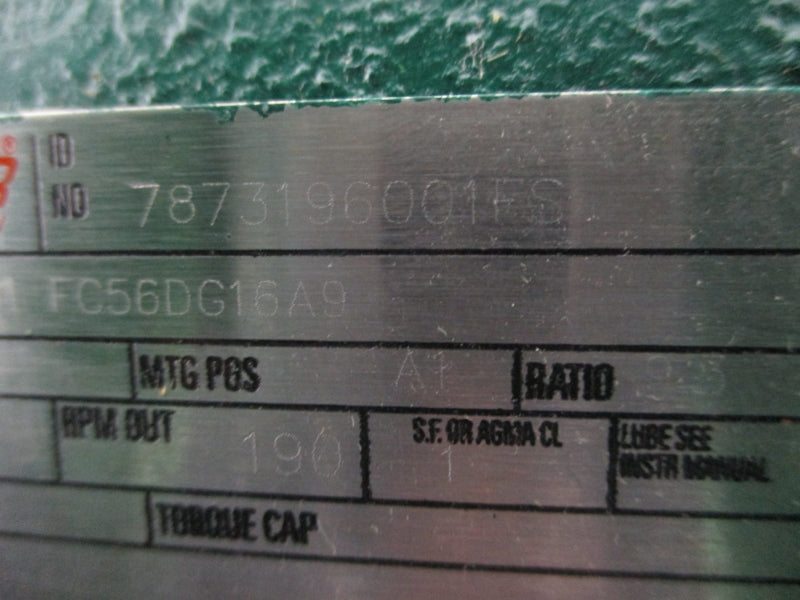 ID
NO 7873196001FS
FC56DG16A9
MTG POS A1 RATIO
RPM OUT 190 S.F. OR AGMA CL 1 LUBE SEE
INSTR MANUAL
TORQUE CAP